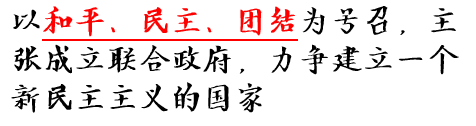 以和平、民主、团结为号召，主
张成立联合政府，力争建立一个
新民主主义的国家